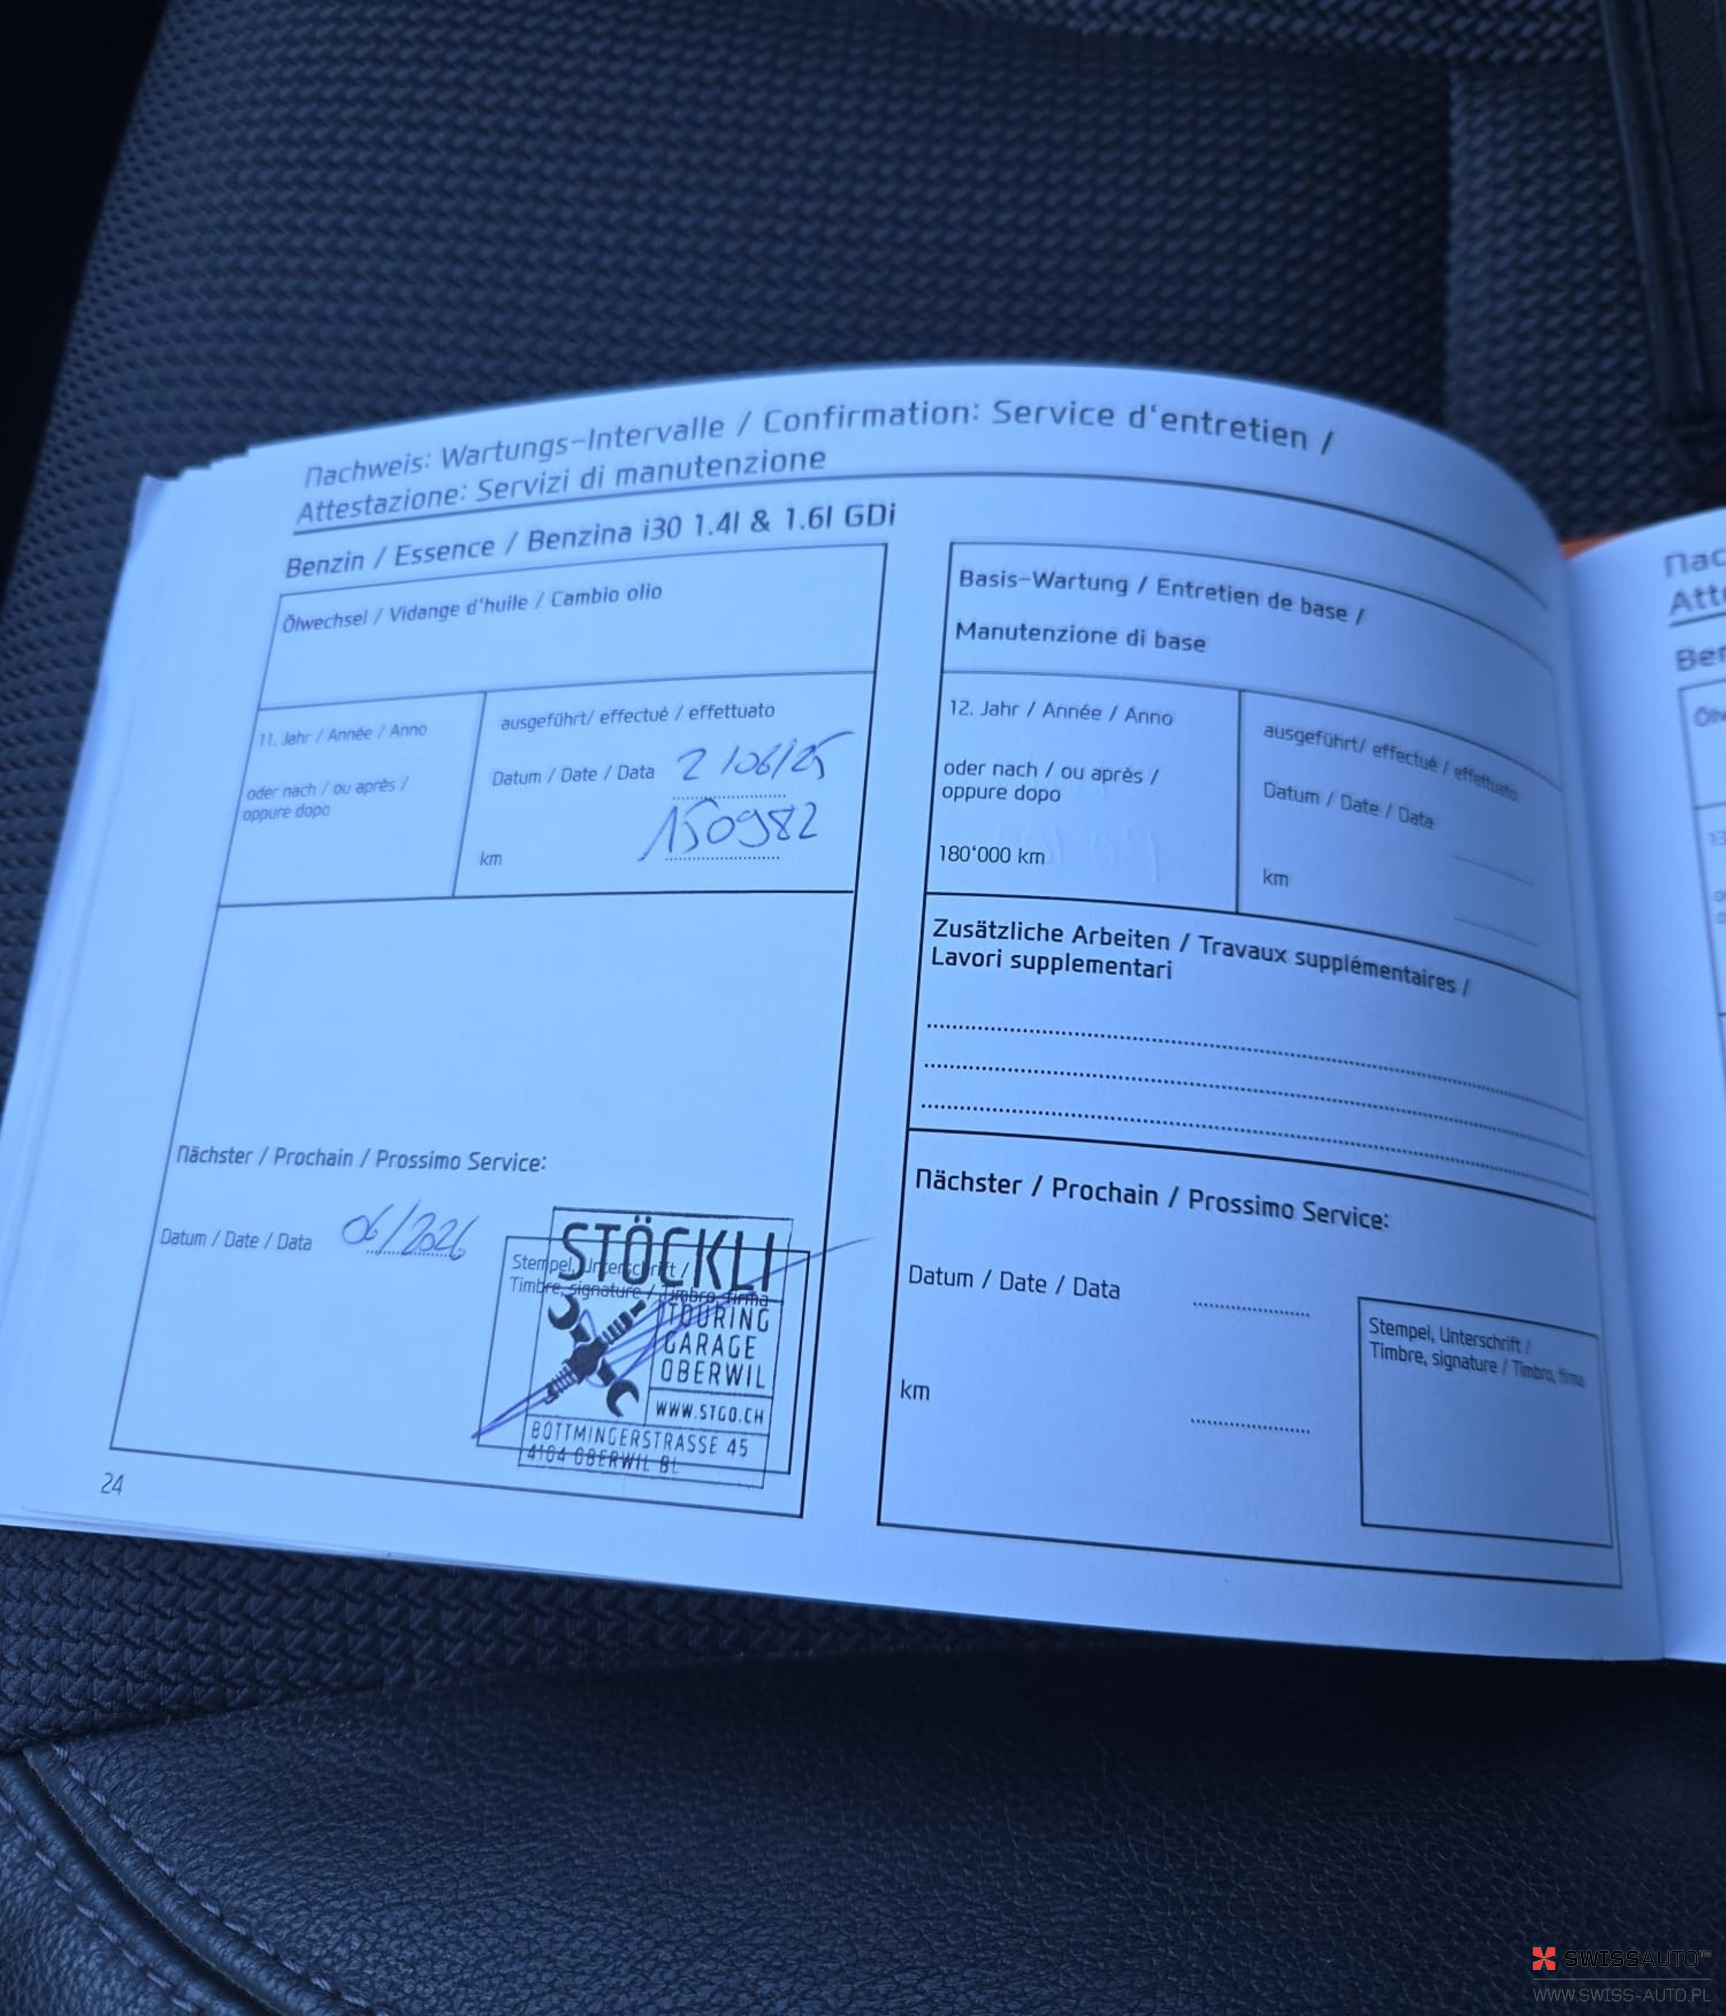 Nachweis: Wartungs-Intervalle / Confirmation: Service d'entretien /
Attestazione: Servizi di manutenzione
Benzin / Essence / Benzina i30 1.4l & 1.6l GDi
Ölwechsel / Vidange d'huile / Cambio olio
11. Jahr / Année / Anno
oder nach / ou après /
oppure dopo
ausgeführt/ effectué / effettuato
Datum / Date / Data 2/06/25
km 150982
Nächster / Prochain / Prossimo Service:
Datum / Date / Data 06/2026
Stempel, Unterschrift /
Timbre, signature / Timbro, firma
STÖCKLI
TOURING
GARAGE
OBERWIL
WWW.STGO.CH
BOTTMINGERSTRASSE 45
4104 OBERWIL BL
24
Basis-Wartung / Entretien de base /
Manutenzione di base
12. Jahr / Année / Anno
oder nach / ou après /
oppure dopo
180'000 km
ausgeführt/ effectué / effettuato
Datum / Date / Data
km
Zusätzliche Arbeiten / Travaux supplémentaires /
Lavori supplementari
Nächster / Prochain / Prossimo Service:
Datum / Date / Data
km
Stempel, Unterschrift /
Timbre, signature / Timbro, firma
SWISSAUTO™
WWW.SWISS-AUTO.PL